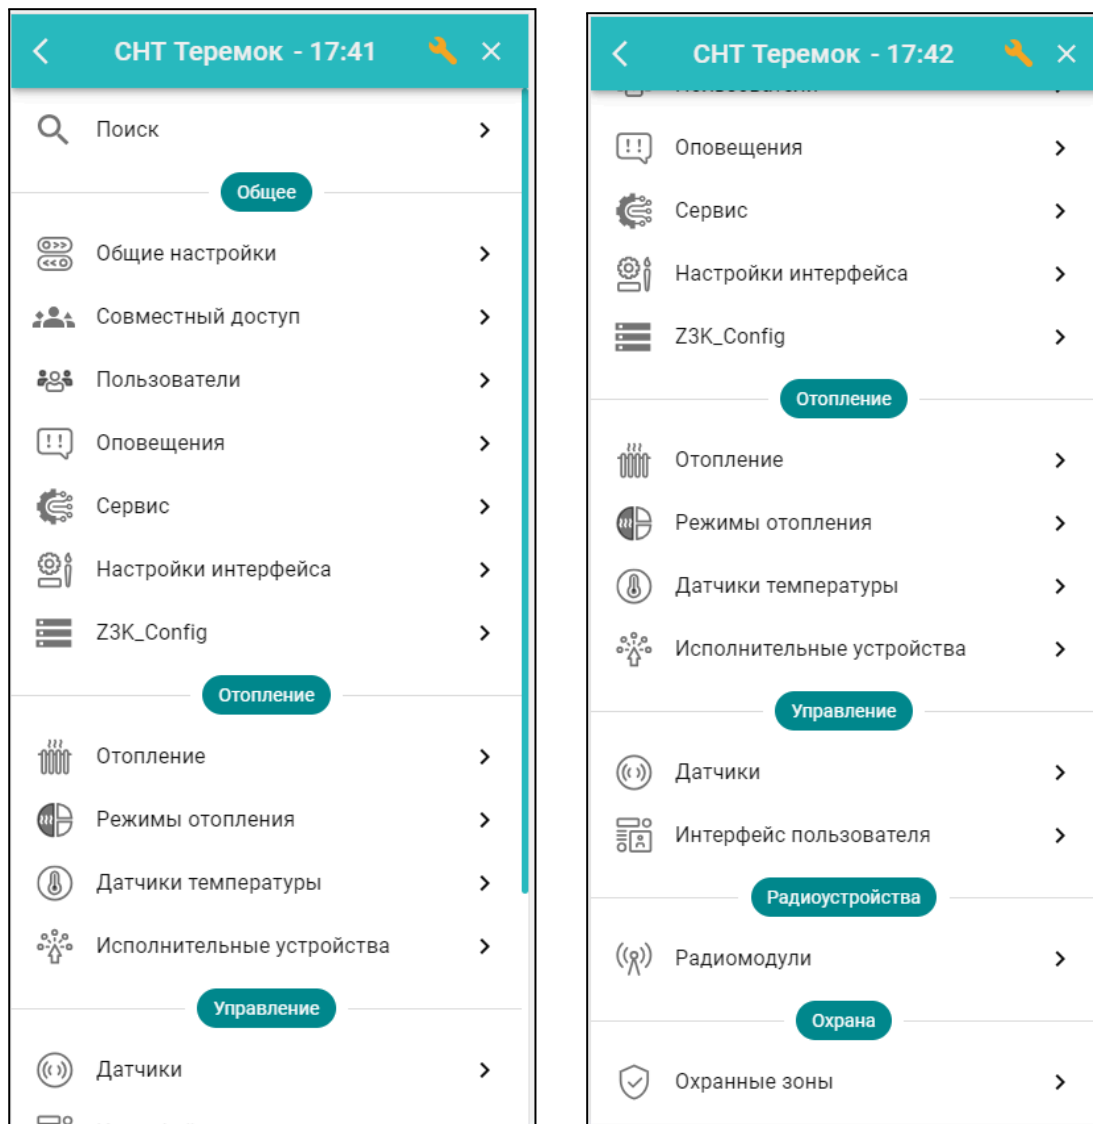 СНТ Теремок - 17:41
Поиск
Общее
Общие настройки
Совместный доступ
Пользователи
Оповещения
Сервис
Настройки интерфейса
Z3K_Config
Отопление
Отопление
Режимы отопления
Датчики температуры
Исполнительные устройства
Управление
Датчики
СНТ Теремок - 17:42
Оповещения
Сервис
Настройки интерфейса
Z3K_Config
Отопление
Отопление
Режимы отопления
Датчики температуры
Исполнительные устройства
Управление
Датчики
Интерфейс пользователя
Радиоустройства
Радиомодули
Охрана
Охранные зоны